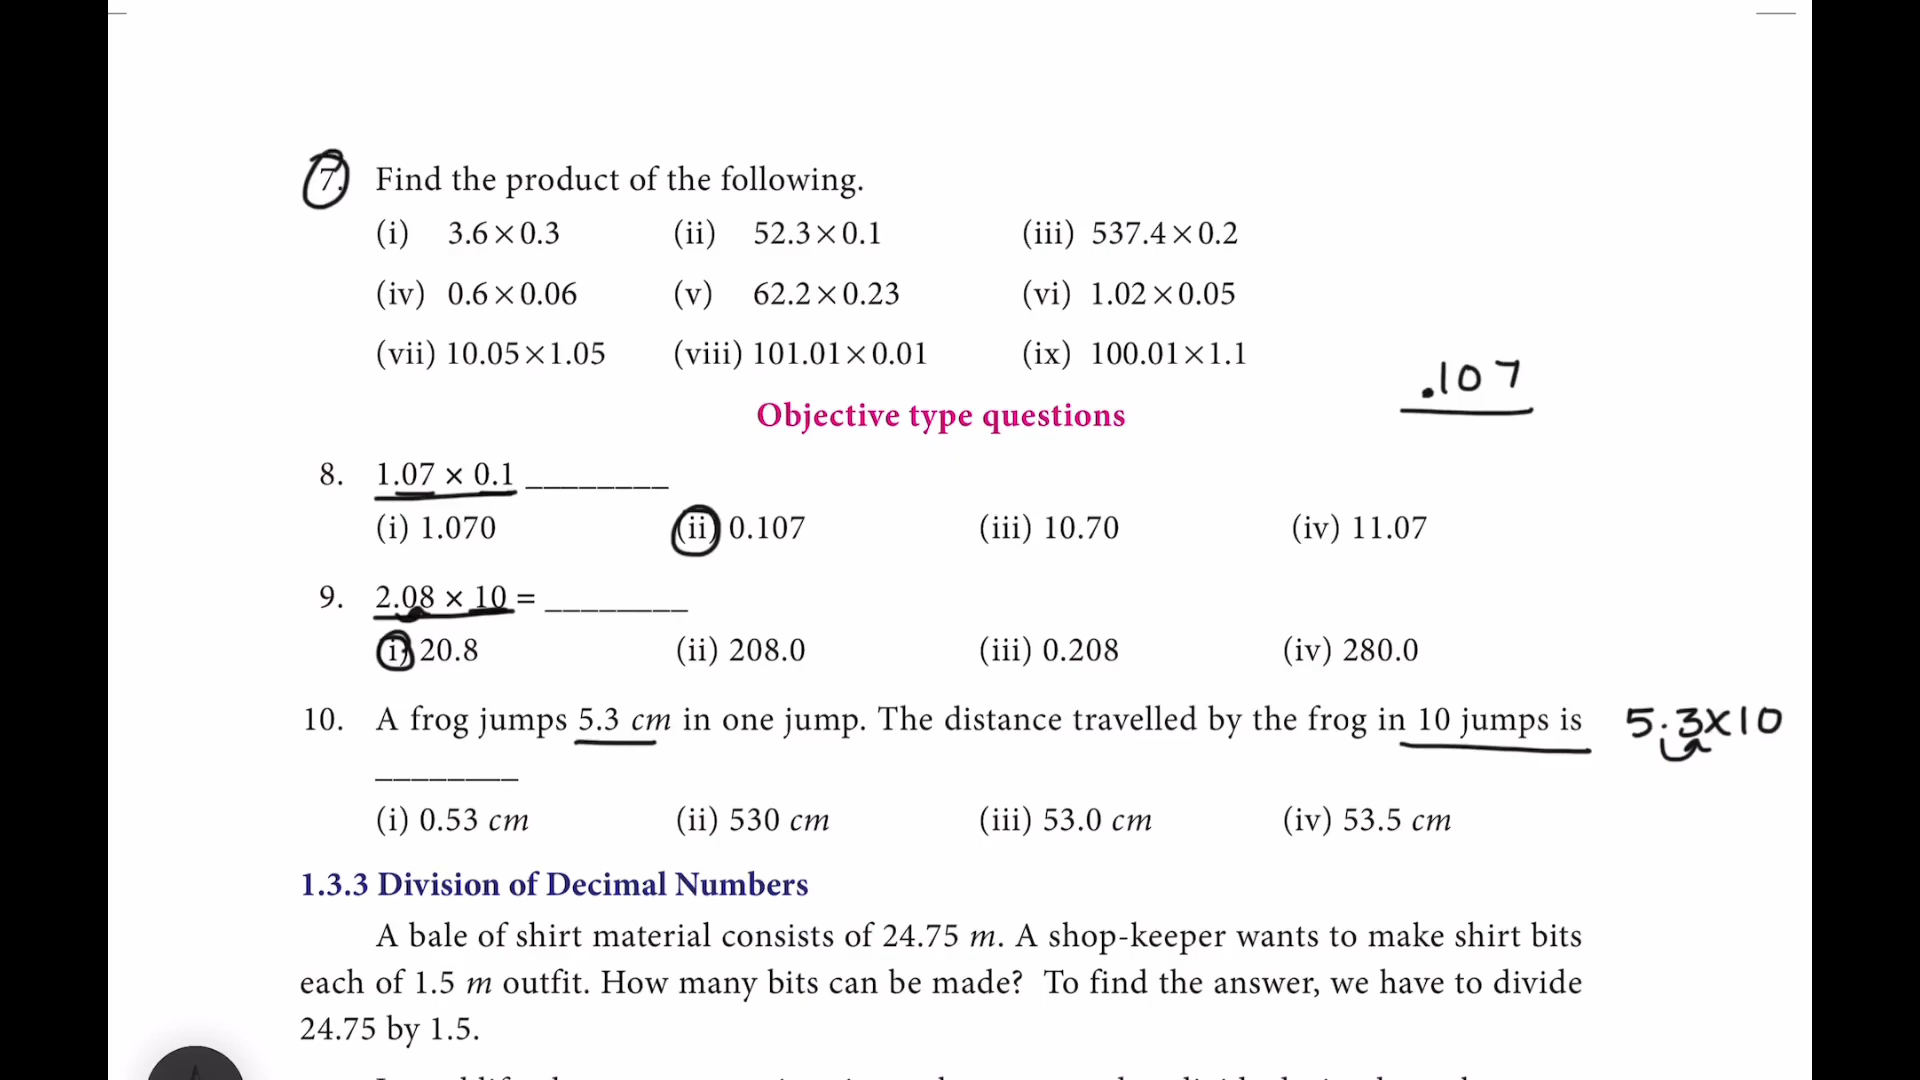 7. Find the product of the following.
(i) 3.6×0.3 (ii) 52.3×0.1 (iii) 537.4×0.2
(iv) 0.6×0.06 (v) 62.2×0.23 (vi) 1.02×0.05
(vii) 10.05×1.05 (viii) 101.01×0.01 (ix) 100.01×1.1
.107
Objective type questions
8. 1.07 × 0.1 ________
(i) 1.070 (ii) 0.107 (iii) 10.70 (iv) 11.07
9. 2.08 × 10 = ________
(i) 20.8 (ii) 208.0 (iii) 0.208 (iv) 280.0
10. A frog jumps 5.3 cm in one jump. The distance travelled by the frog in 10 jumps is 5.3×10
________
(i) 0.53 cm (ii) 530 cm (iii) 53.0 cm (iv) 53.5 cm
1.3.3 Division of Decimal Numbers
A bale of shirt material consists of 24.75 m. A shop-keeper wants to make shirt bits
each of 1.5 m outfit. How many bits can be made? To find the answer, we have to divide
24.75 by 1.5.